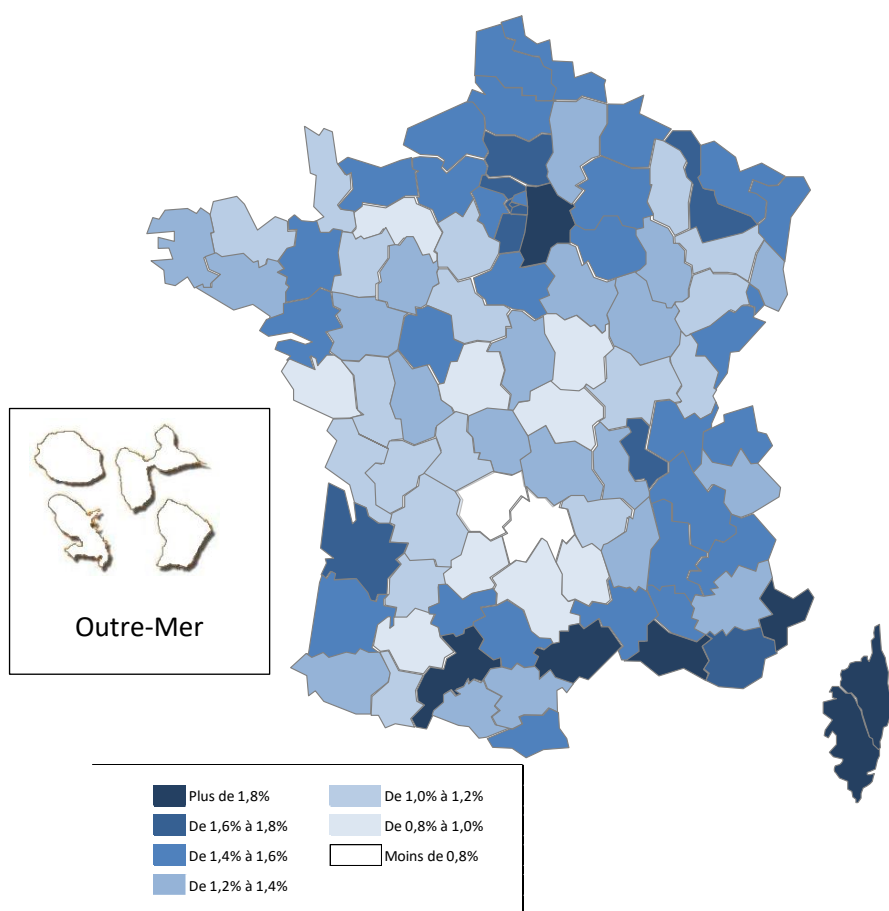 Outre-Mer
Plus de 1,8%
De 1,6% à 1,8%
De 1,4% à 1,6%
De 1,2% à 1,4%
De 1,0% à 1,2%
De 0,8% à 1,0%
Moins de 0,8%